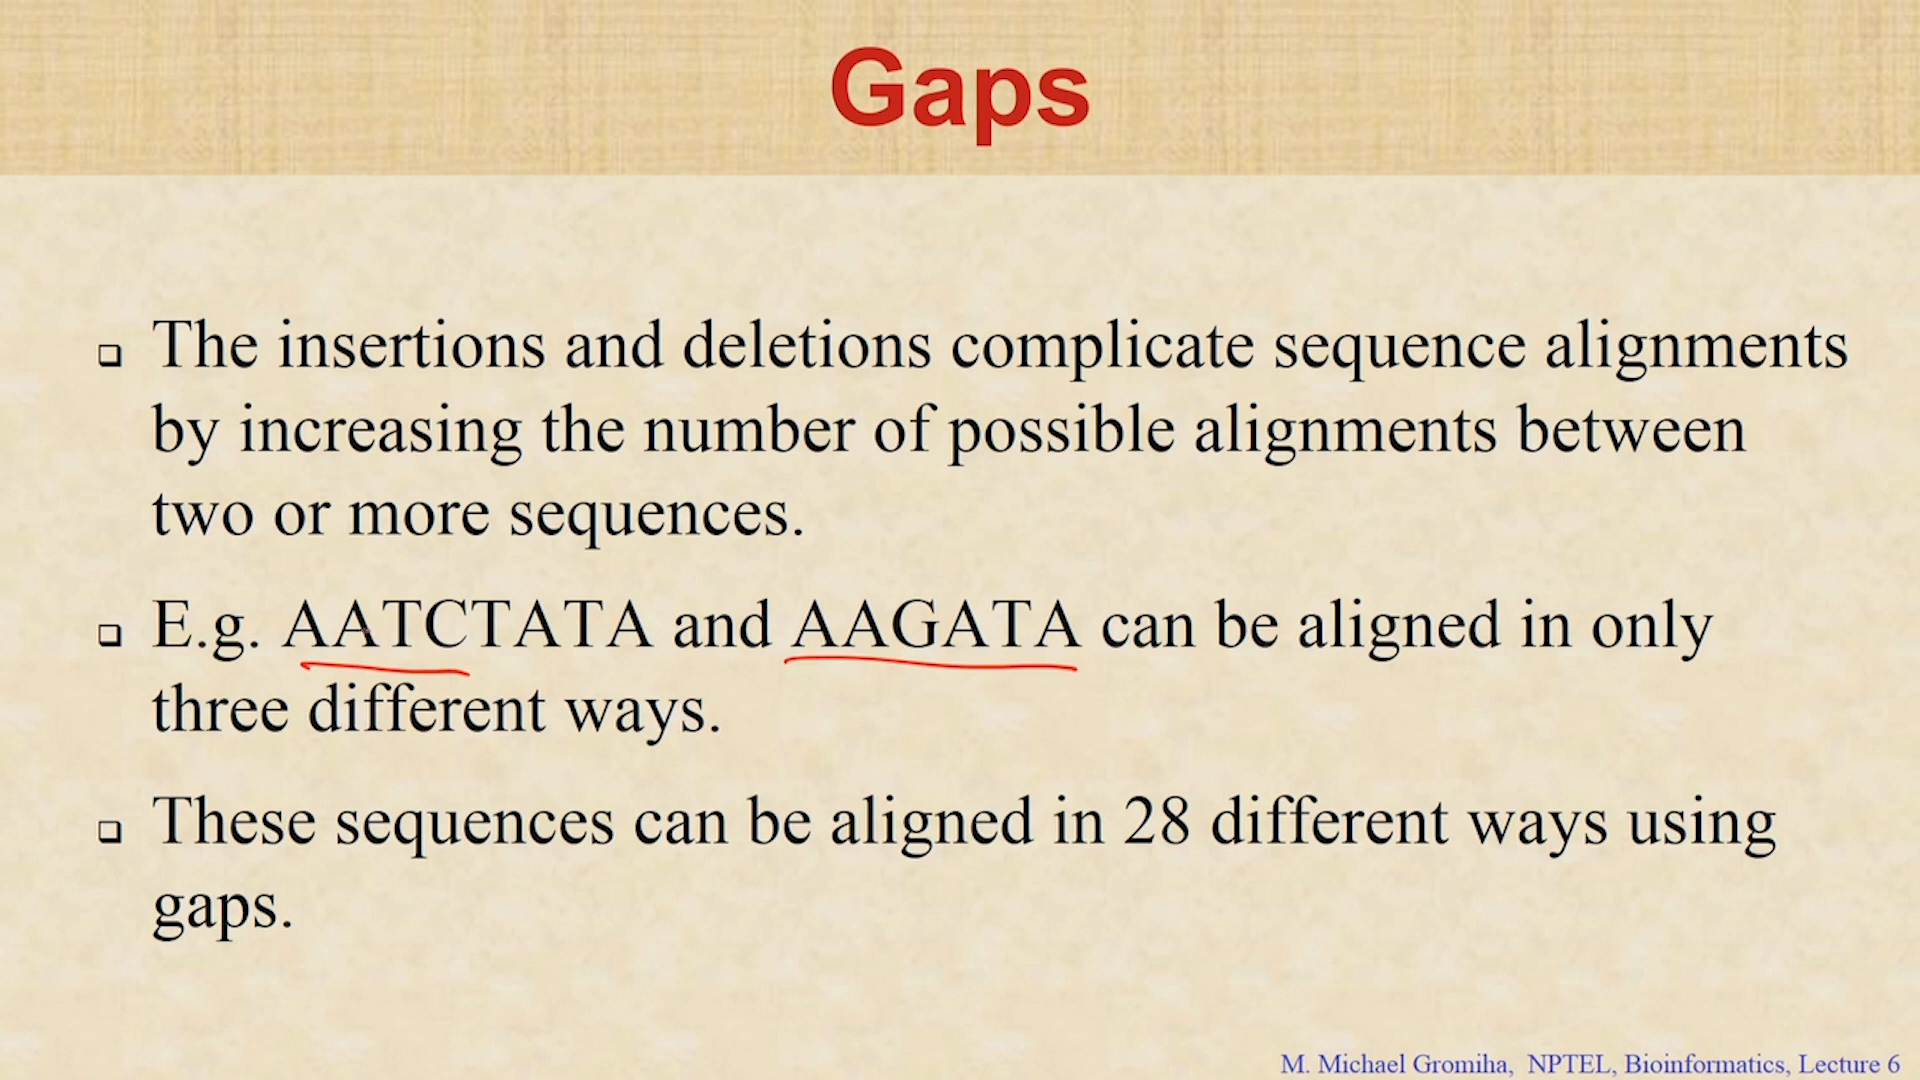 Gaps
The insertions and deletions complicate sequence alignments
by increasing the number of possible alignments between
two or more sequences.
E.g. AATCTATA and AAGATA can be aligned in only
three different ways.
These sequences can be aligned in 28 different ways using
gaps.
M. Michael Gromiha, NPTEL, Bioinformatics, Lecture 6